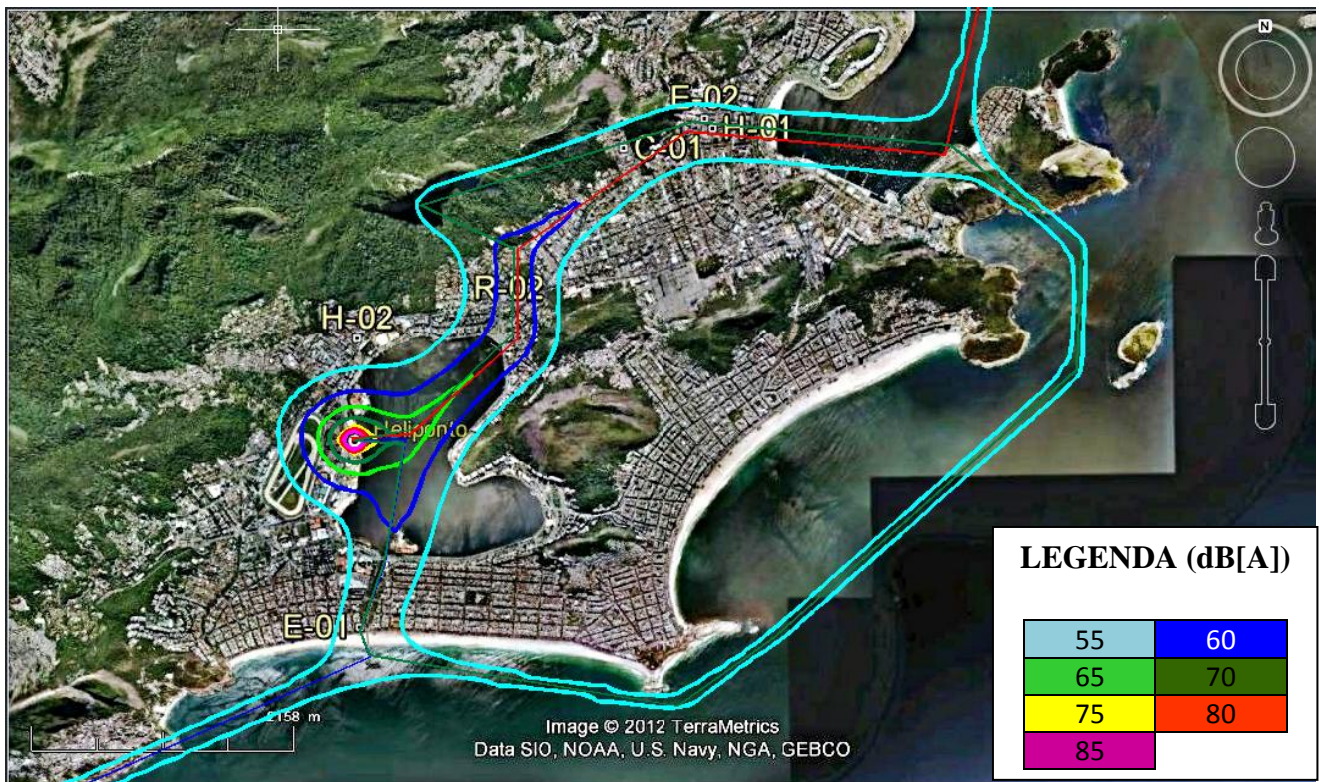 N
E-02
H-01
C-01
R-02
H-02
Heliponto
E-01
2158 m
Image © 2012 TerraMetrics
Data SIO, NOAA, U.S. Navy, NGA, GEBCO
LEGENDA (dB[A])
55 60
65 70
75 80
85